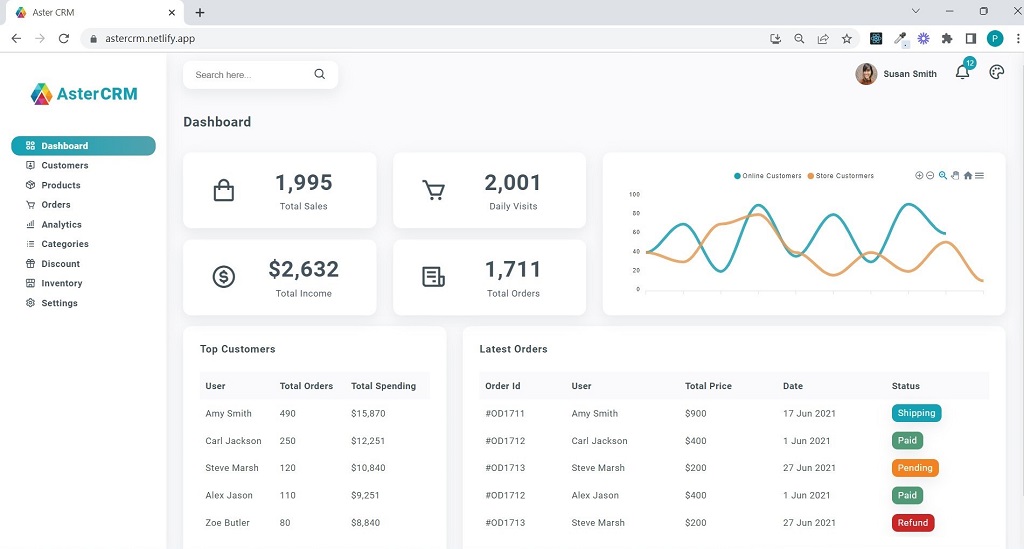 Aster CRM
astercrm.netlify.app
P
AsterCRM
Search here...
Susan Smith
12
Dashboard
Customers
Products
Orders
Analytics
Categories
Discount
Inventory
Settings
Dashboard
1,995
Total Sales
2,001
Daily Visits
$2,632
Total Income
1,711
Total Orders
Online Customers Store Custormers
100
80
60
40
20
0
Top Customers
User Total Orders Total Spending
Amy Smith 490 $15,870
Carl Jackson 250 $12,251
Steve Marsh 120 $10,840
Alex Jason 110 $9,251
Zoe Butler 80 $8,840
Latest Orders
Order Id User Total Price Date Status
#OD1711 Amy Smith $900 17 Jun 2021 Shipping
#OD1712 Carl Jackson $400 1 Jun 2021 Paid
#OD1713 Steve Marsh $200 27 Jun 2021 Pending
#OD1712 Alex Jason $400 1 Jun 2021 Paid
#OD1713 Steve Marsh $200 27 Jun 2021 Refund